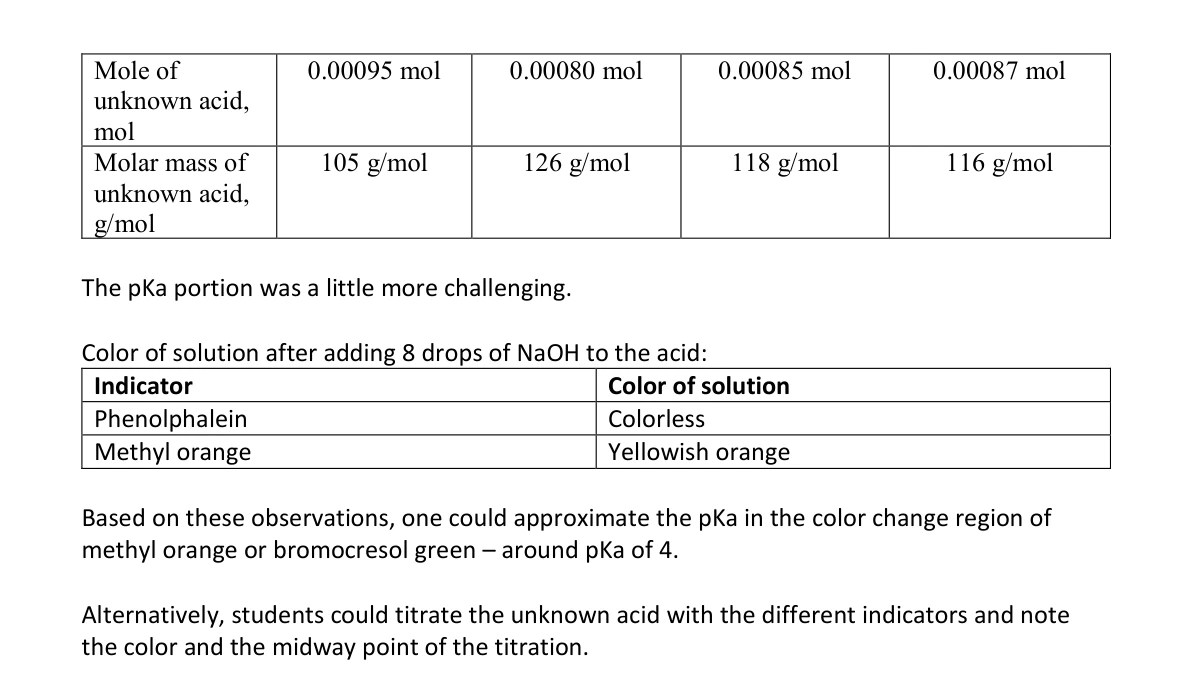 Mole of unknown acid, mol 0.00095 mol 0.00080 mol 0.00085 mol 0.00087 mol
Molar mass of unknown acid, g/mol 105 g/mol 126 g/mol 118 g/mol 116 g/mol
The pKa portion was a little more challenging.
Color of solution after adding 8 drops of NaOH to the acid:
Indicator Color of solution
Phenolphalein Colorless
Methyl orange Yellowish orange
Based on these observations, one could approximate the pKa in the color change region of
methyl orange or bromocresol green – around pKa of 4.
Alternatively, students could titrate the unknown acid with the different indicators and note
the color and the midway point of the titration.